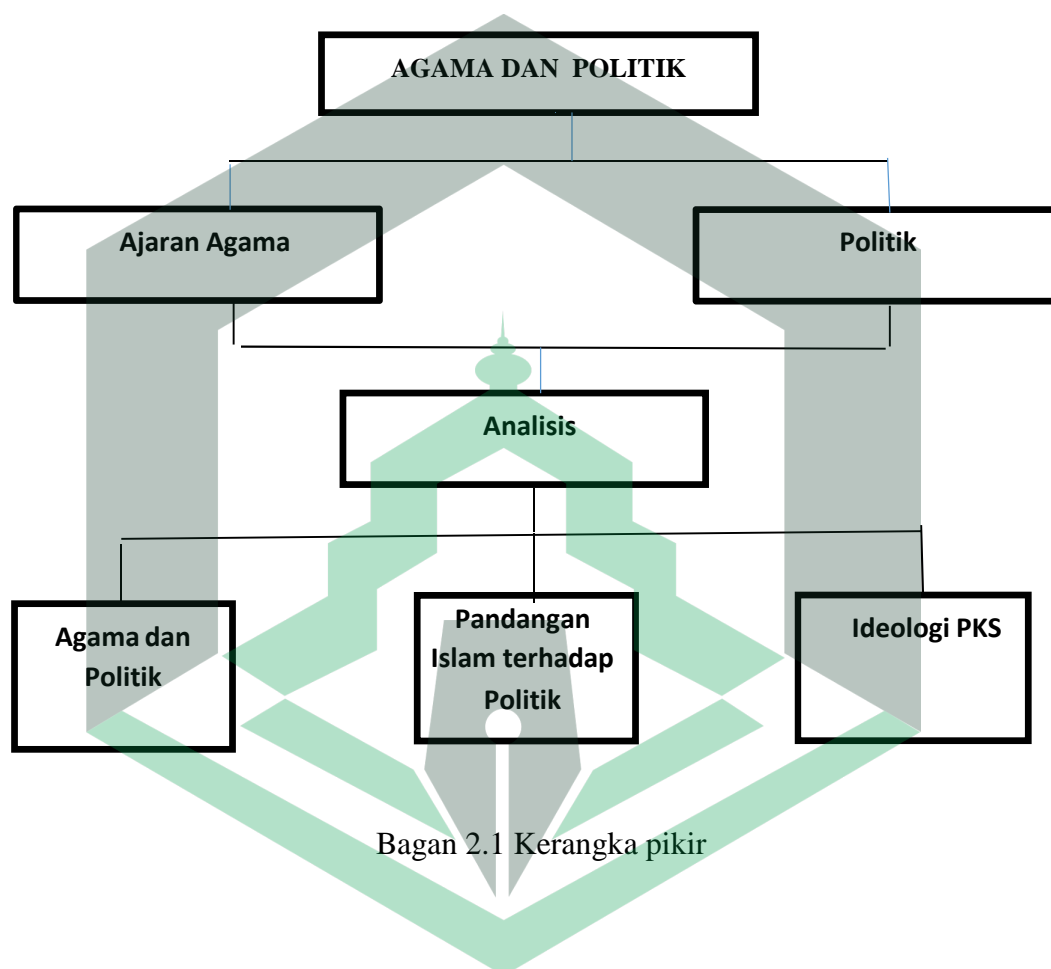 AGAMA DAN POLITIK
Ajaran Agama
Politik
Analisis
Agama dan
Politik
Pandangan
Islam terhadap
Politik
Ideologi PKS
Bagan 2.1 Kerangka pikir